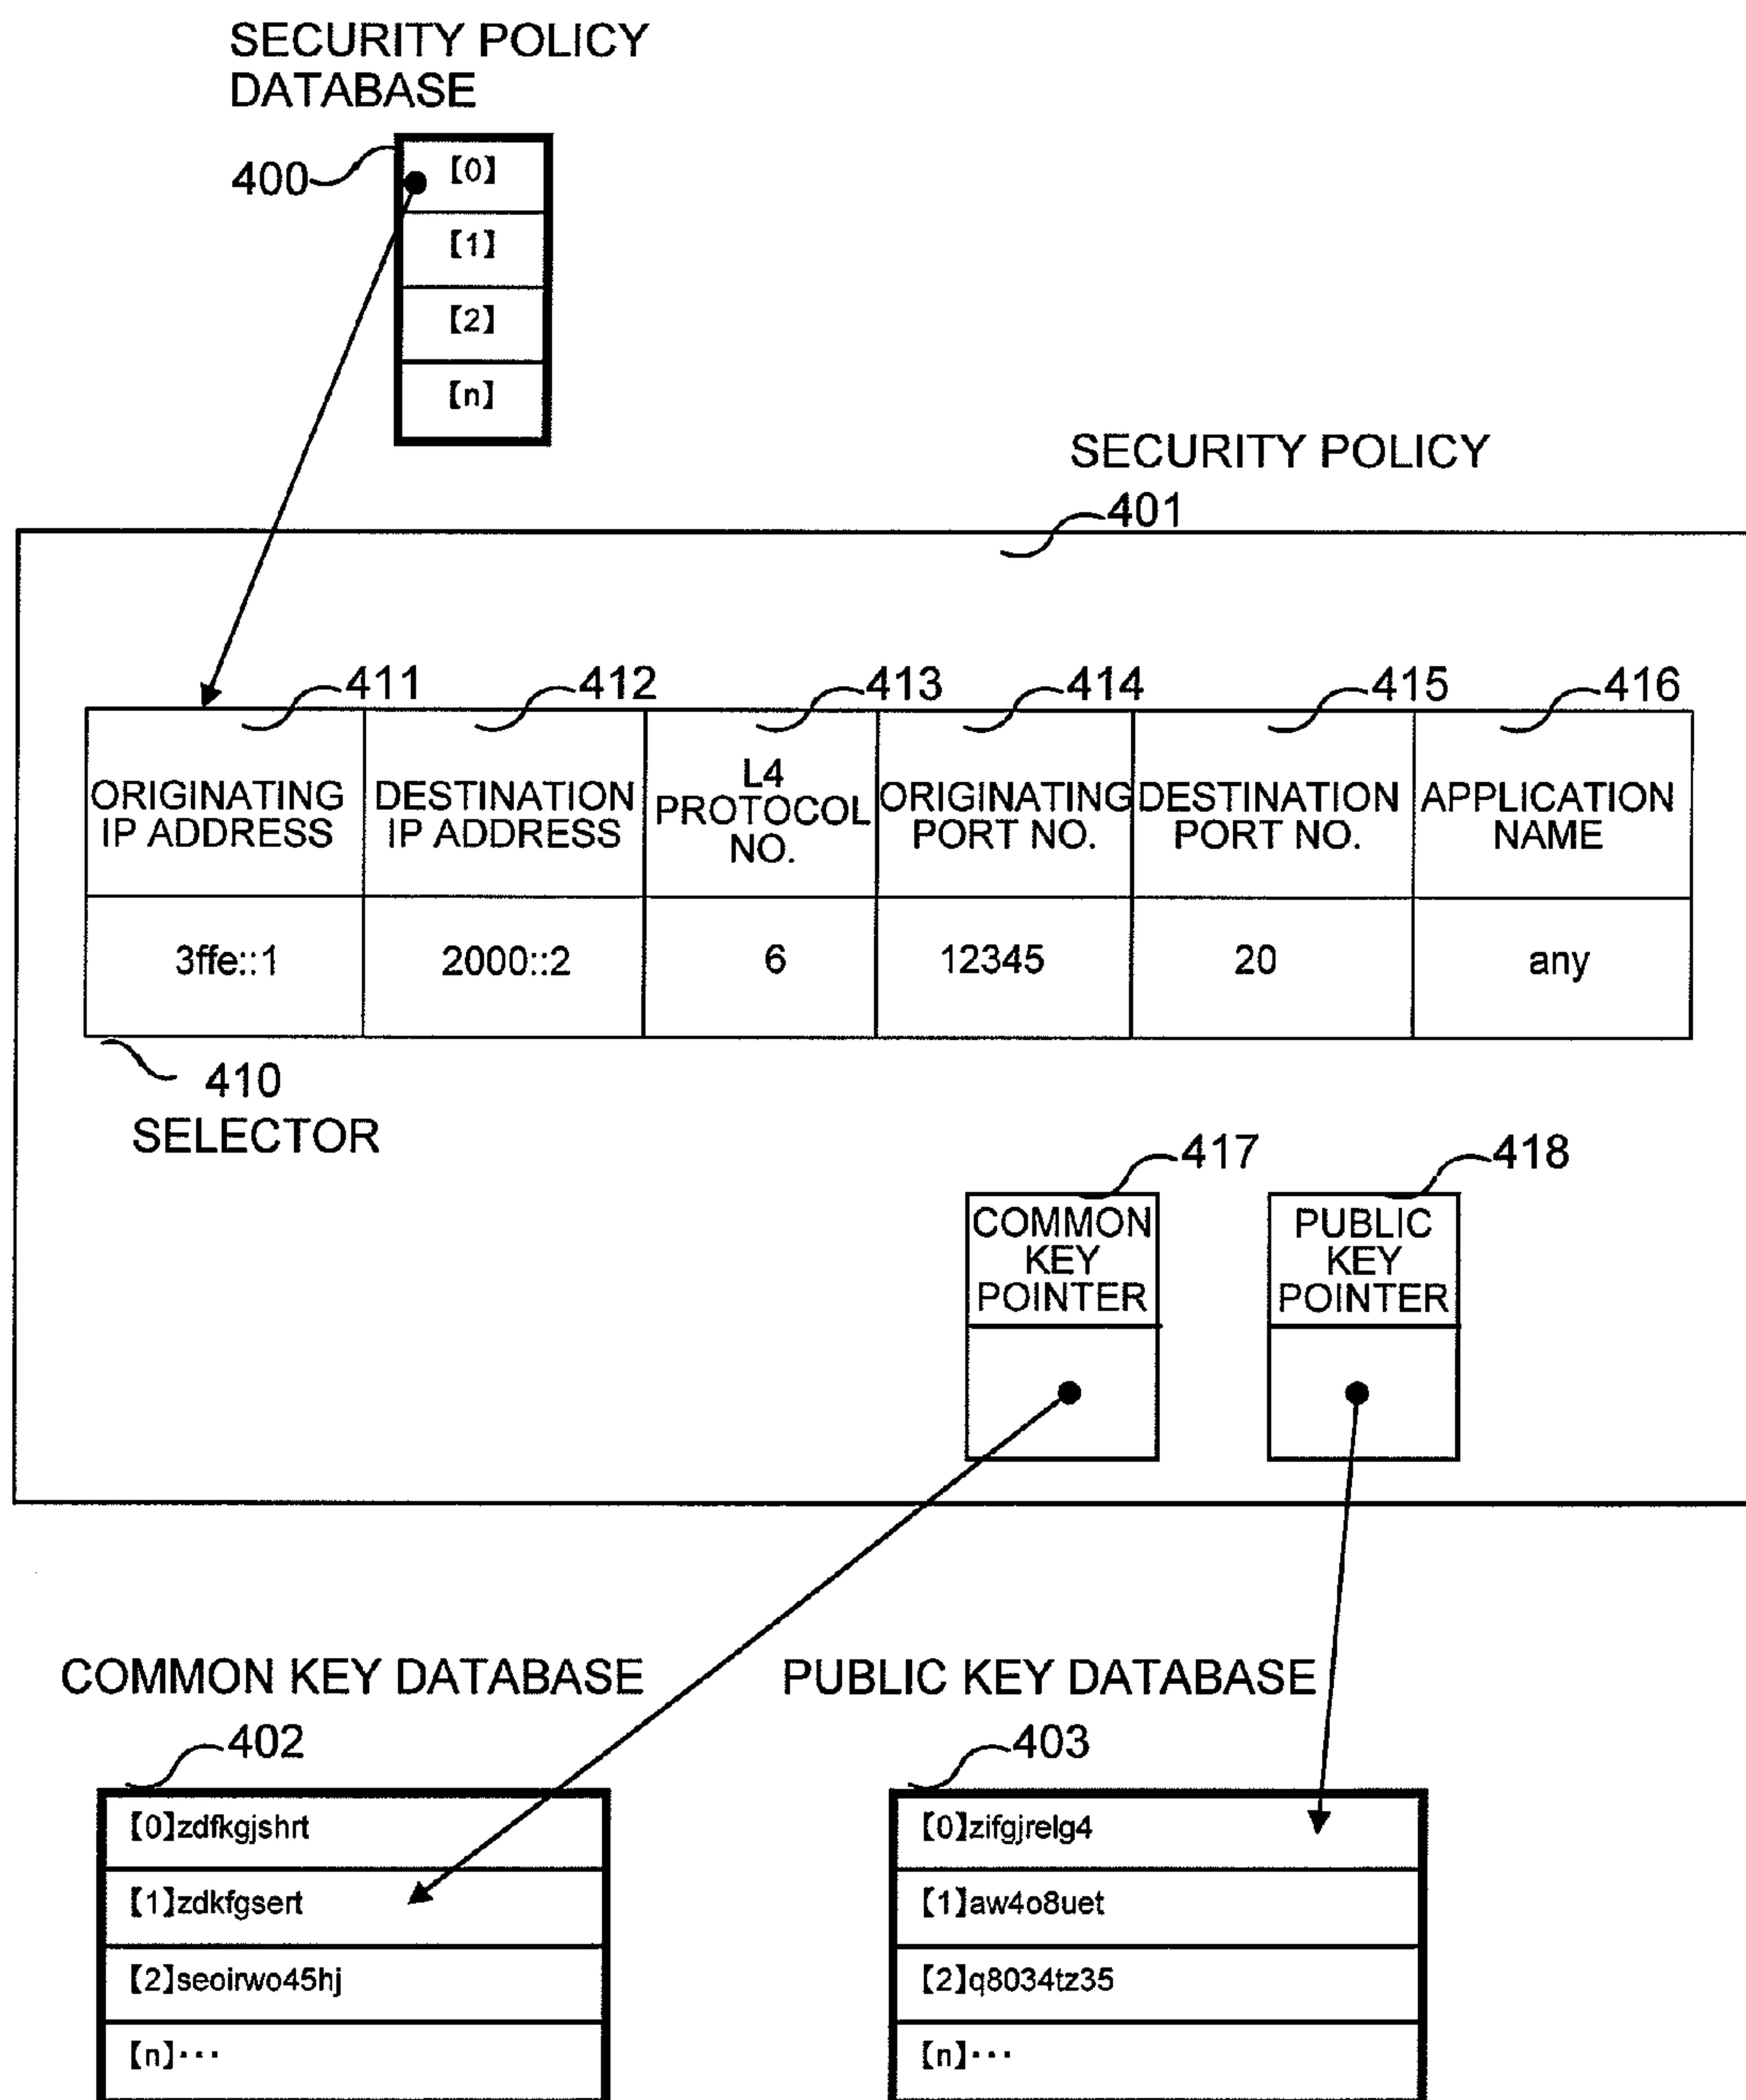 SECURITY POLICY
DATABASE
400
【0】
【1】
【2】
【n】
SECURITY POLICY
401
411
412
413
414
415
416
ORIGINATING
IP ADDRESS
DESTINATION
IP ADDRESS
L4
PROTOCOL
NO.
ORIGINATING
PORT NO.
DESTINATION
PORT NO.
APPLICATION
NAME
3ffe::1
2000::2
6
12345
20
any
410
SELECTOR
417
418
COMMON
KEY
POINTER
PUBLIC
KEY
POINTER
COMMON KEY DATABASE
402
【0】zdfkgjshrt
【1】zdkfgsert
【2】seoirwo45hj
【n】···
PUBLIC KEY DATABASE
403
【0】zifgjrelg4
【1】aw4o8uet
【2】q8034tz35
【n】···